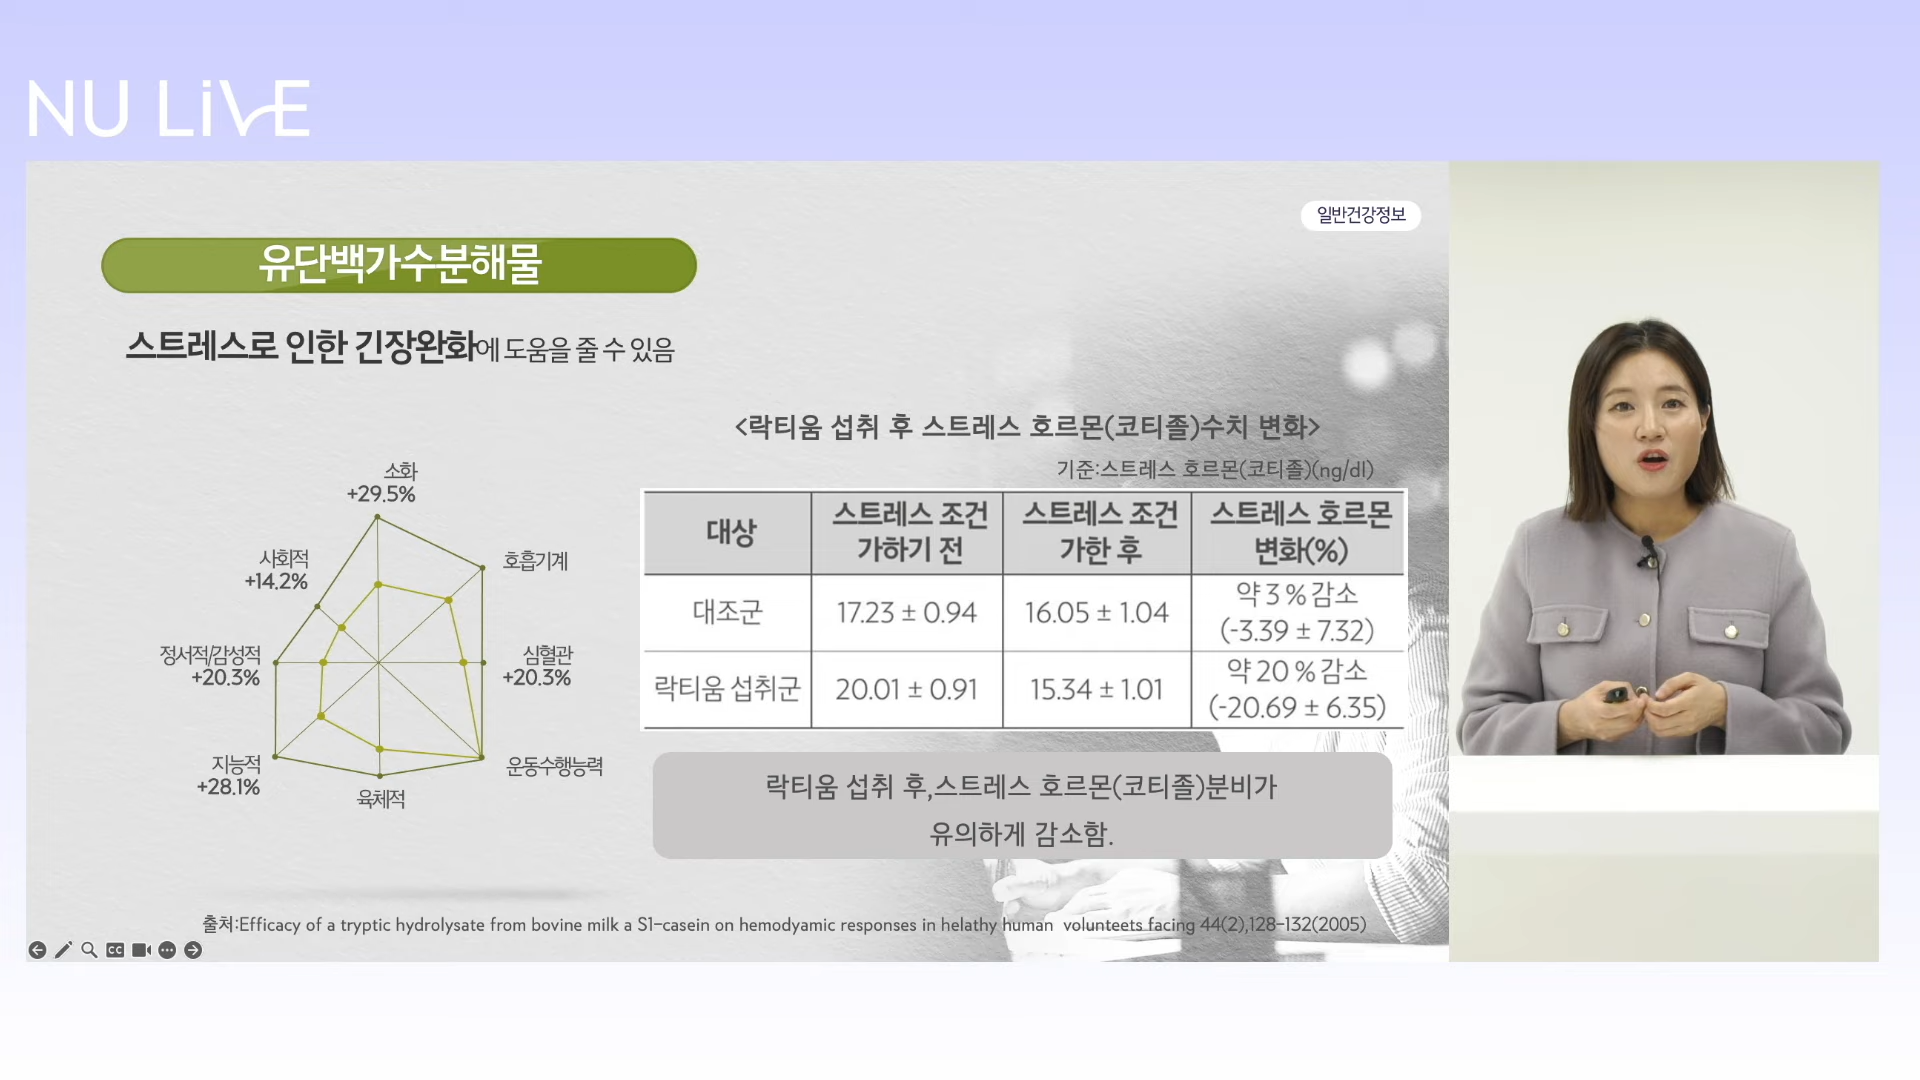 NU LiVE
일반건강정보
유단백가수분해물
스트레스로 인한 긴장완화에 도움을 줄 수 있음
소화
+29.5%
사회적
+14.2%
호흡기계
정서적/감성적
+20.3%
심혈관
+20.3%
지능적
+28.1%
운동수행능력
육체적
<락티움 섭취 후 스트레스 호르몬(코티졸)수치 변화>
기준:스트레스 호르몬(코티졸)(ng/dl)
대상
스트레스 조건
가하기 전
스트레스 조건
가한 후
스트레스 호르몬
변화(%)
대조군
17.23 ± 0.94
16.05 ± 1.04
약 3 % 감소
(-3.39 ± 7.32)
락티움 섭취군
20.01 ± 0.91
15.34 ± 1.01
약 20 % 감소
(-20.69 ± 6.35)
락티움 섭취 후,스트레스 호르몬(코티졸)분비가
유의하게 감소함.
출처:Efficacy of a tryptic hydrolysate from bovine milk a S1-casein on hemodyamic responses in helathy human volunteets facing 44(2),128-132(2005)
CC